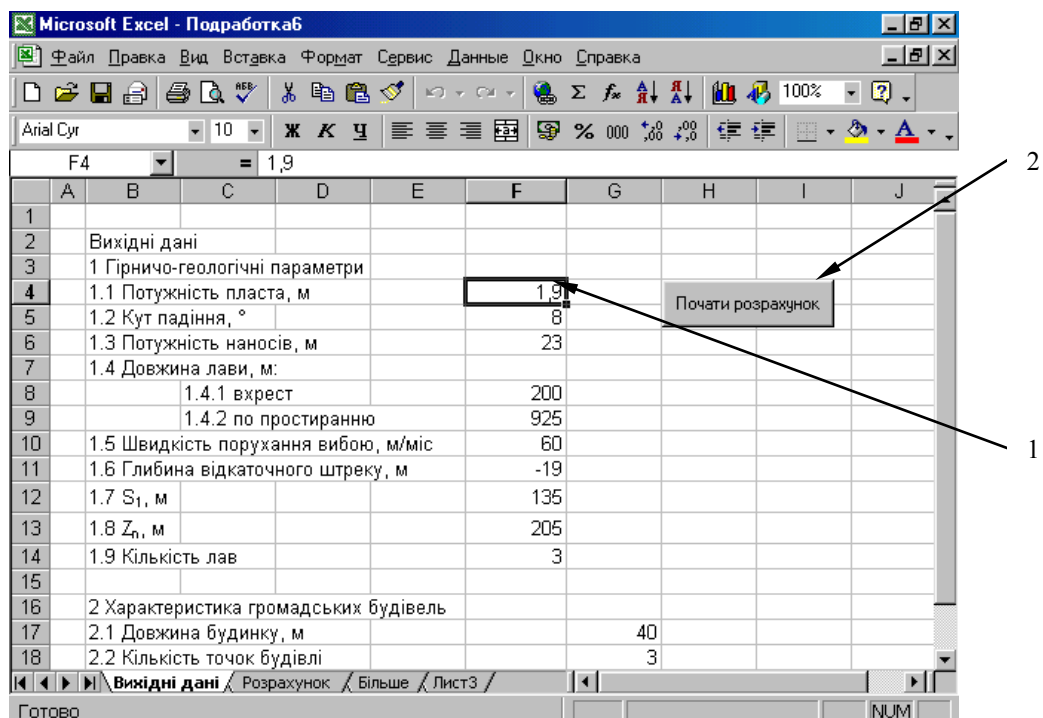 Microsoft Excel - Подработка6
Файл Правка Вид Вставка Формат Сервис Данные Окно Справка
100%
Arial Cyr 10 Ж К Ч % 000
F4 = 1,9
A B C D E F G H I J
1
2 Вихідні дані
3 1 Гірничо-геологічні параметри
4 1.1 Потужність пласта, м 1,9 Почати розрахунок
5 1.2 Кут падіння, ° 8
6 1.3 Потужність наносів, м 23
7 1.4 Довжина лави, м:
8 1.4.1 вхрест 200
9 1.4.2 по простиранню 925
10 1.5 Швидкість порухання вибою, м/міс 60
11 1.6 Глибина відкаточного штреку, м -19
12 1.7 S₁, м 135
13 1.8 Zₙ, м 205
14 1.9 Кількість лав 3
15
16 2 Характеристика громадських будівель
17 2.1 Довжина будинку, м 40
18 2.2 Кількість точок будівлі 3
Вихідні дані Розрахунок Більше Лист3
Готово NUM
2
1